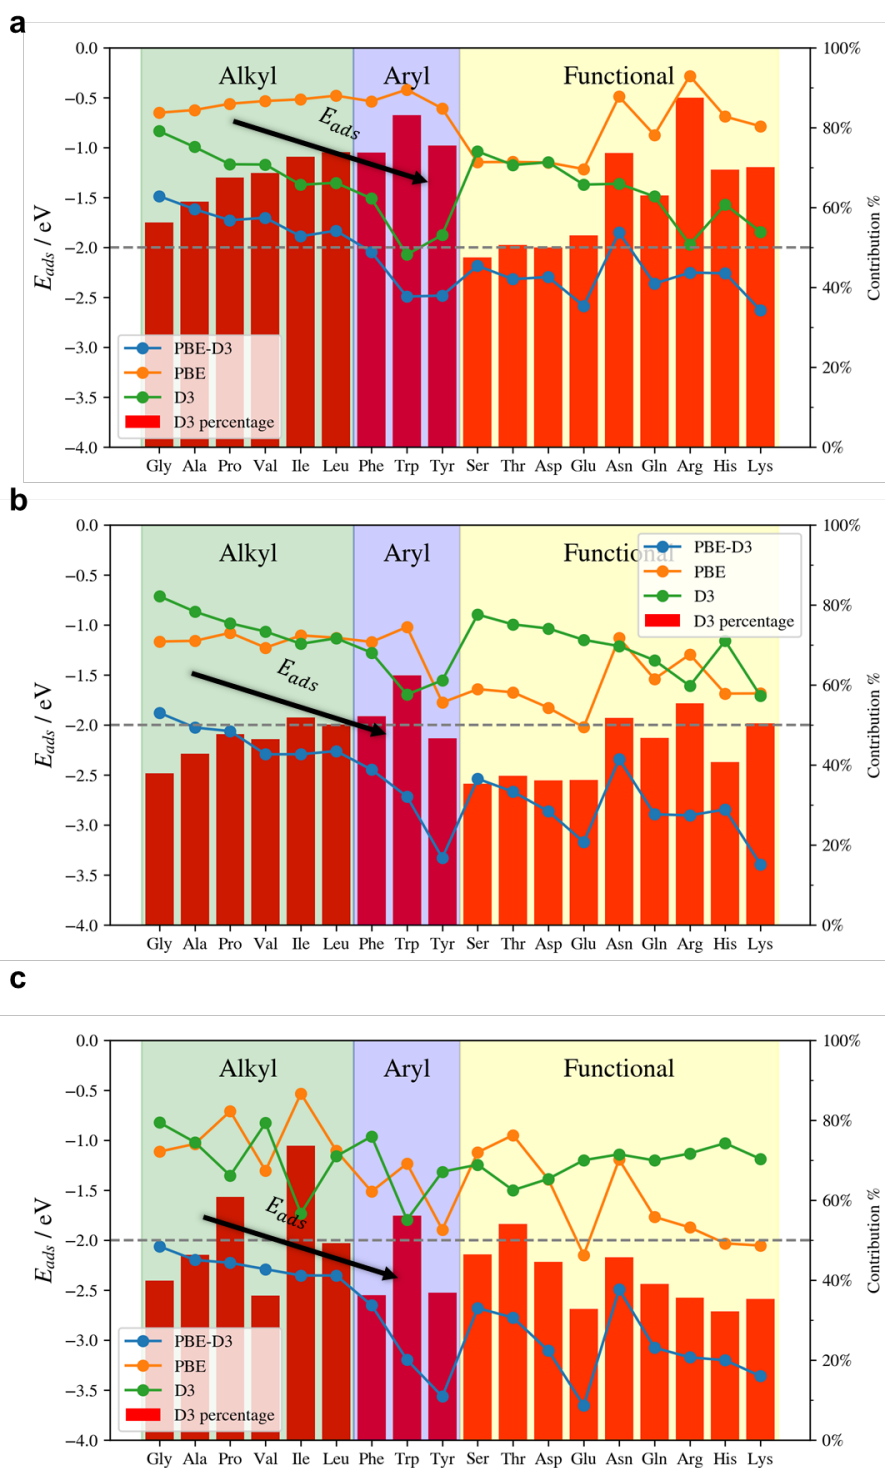 a
Alkyl Aryl Functional
E_ads
E_ads / eV
Contribution %
0.0
−0.5
−1.0
−1.5
−2.0
−2.5
−3.0
−3.5
−4.0
100%
80%
60%
40%
20%
0%
PBE-D3
PBE
D3
D3 percentage
Gly Ala Pro Val Ile Leu Phe Trp Tyr Ser Thr Asp Glu Asn Gln Arg His Lys
b
Alkyl Aryl Functional
E_ads
E_ads / eV
Contribution %
0.0
−0.5
−1.0
−1.5
−2.0
−2.5
−3.0
−3.5
−4.0
100%
80%
60%
40%
20%
0%
PBE-D3
PBE
D3
D3 percentage
Gly Ala Pro Val Ile Leu Phe Trp Tyr Ser Thr Asp Glu Asn Gln Arg His Lys
c
Alkyl Aryl Functional
E_ads
E_ads / eV
Contribution %
0.0
−0.5
−1.0
−1.5
−2.0
−2.5
−3.0
−3.5
−4.0
100%
80%
60%
40%
20%
0%
PBE-D3
PBE
D3
D3 percentage
Gly Ala Pro Val Ile Leu Phe Trp Tyr Ser Thr Asp Glu Asn Gln Arg His Lys